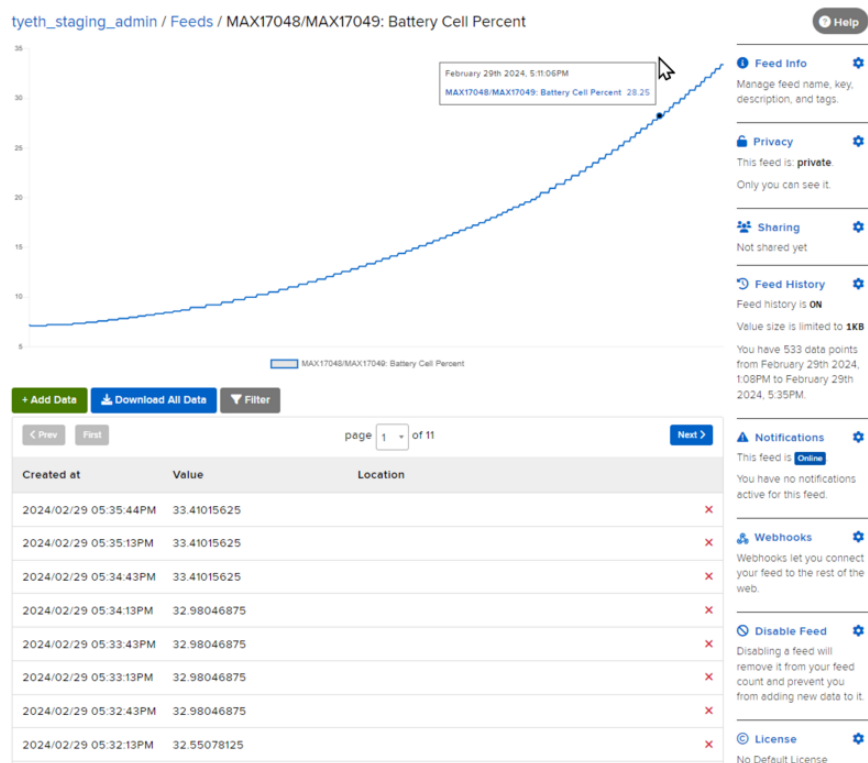 tyeth_staging_admin / Feeds / MAX17048/MAX17049: Battery Cell Percent
Help
35
30
25
20
15
10
5
February 29th 2024, 5:11:06PM
MAX17048/MAX17049: Battery Cell Percent 28.25
MAX17048/MAX17049: Battery Cell Percent
+ Add Data
Download All Data
Filter
< Prev
First
page 1 of 11
Next >
Created at Value Location
2024/02/29 05:35:44PM 33.41015625
2024/02/29 05:35:13PM 33.41015625
2024/02/29 05:34:43PM 33.41015625
2024/02/29 05:34:13PM 32.98046875
2024/02/29 05:33:43PM 32.98046875
2024/02/29 05:33:13PM 32.98046875
2024/02/29 05:32:43PM 32.98046875
2024/02/29 05:32:13PM 32.55078125
Feed Info
Manage feed name, key,
description, and tags.
Privacy
This feed is: private.
Only you can see it.
Sharing
Not shared yet
Feed History
Feed history is ON
Value size is limited to 1KB
You have 533 data points
from February 29th 2024,
1:08PM to February 29th
2024, 5:35PM.
Notifications
This feed is Online
You have no notifications
active for this feed.
Webhooks
Webhooks let you connect
your feed to the rest of the
web.
Disable Feed
Disabling a feed will
remove it from your feed
count and prevent you
from adding new data to it.
License
No Default License